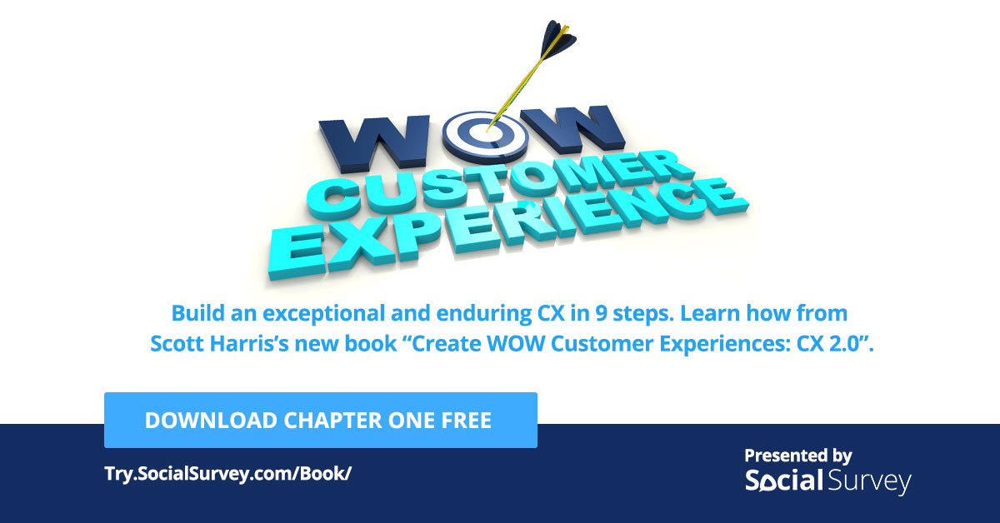 WOW
CUSTOMER
EXPERIENCE
Build an exceptional and enduring CX in 9 steps. Learn how from
Scott Harris’s new book “Create WOW Customer Experiences: CX 2.0”.
DOWNLOAD CHAPTER ONE FREE
Try.SocialSurvey.com/Book/
Presented by
SocialSurvey